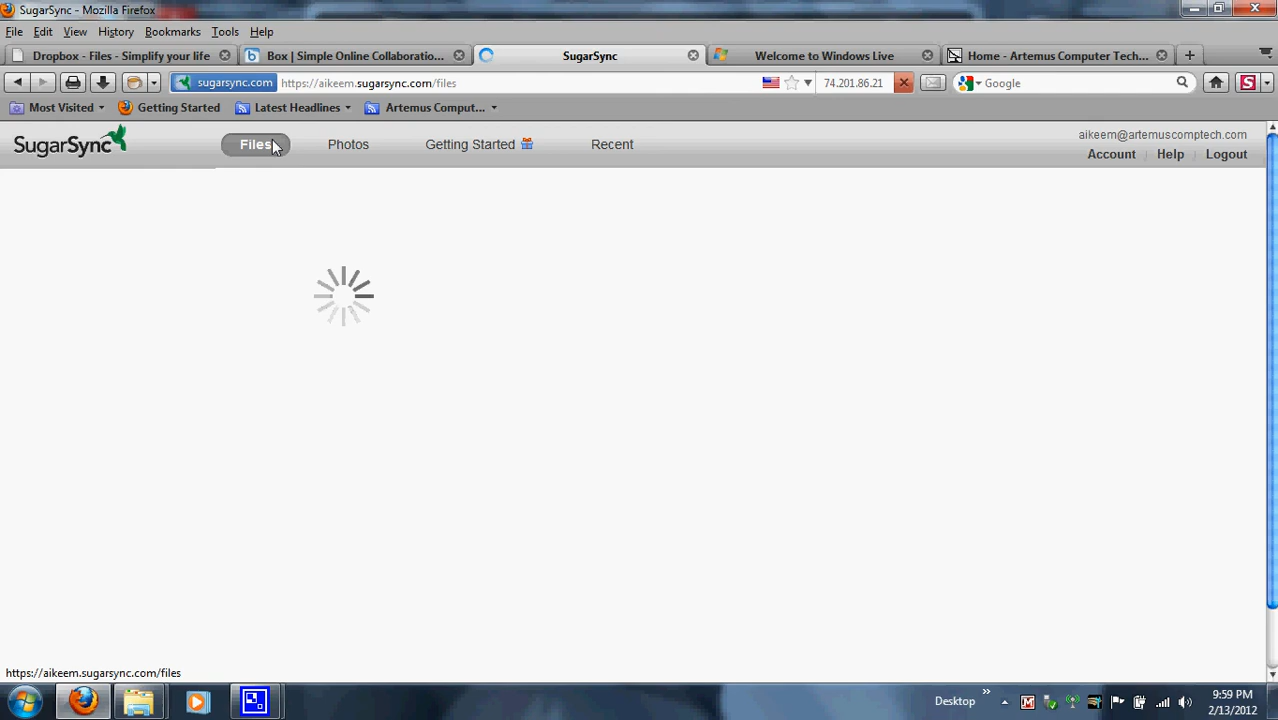 SugarSync - Mozilla Firefox
File Edit View History Bookmarks Tools Help
Dropbox - Files - Simplify your life
Box | Simple Online Collaboratio...
SugarSync
Welcome to Windows Live
Home - Artemus Computer Tech...
sugarsync.com
https://aikeem.sugarsync.com/files
74.201.86.21
Google
Most Visited
Getting Started
Latest Headlines
Artemus Comput...
SugarSync
Files
Photos
Getting Started
Recent
aikeem@artemuscomptech.com
Account | Help | Logout
https://aikeem.sugarsync.com/files
Desktop
»
9:59 PM
2/13/2012